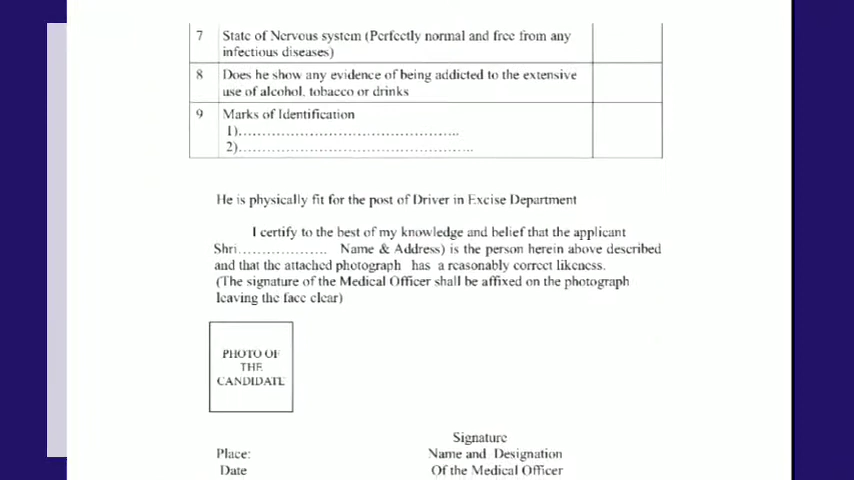 7 State of Nervous system (Perfectly normal and free from any
infectious diseases)
8 Does he show any evidence of being addicted to the extensive
use of alcohol, tobacco or drinks
9 Marks of Identification
1)……………………………………………..
2)……………………………………………….
He is physically fit for the post of Driver in Excise Department
I certify to the best of my knowledge and belief that the applicant
Shri……………….. Name & Address) is the person herein above described
and that the attached photograph has a reasonably correct likeness.
(The signature of the Medical Officer shall be affixed on the photograph
leaving the face clear)
PHOTO OF
THE
CANDIDATE
Signature
Place: Name and Designation
Date Of the Medical Officer